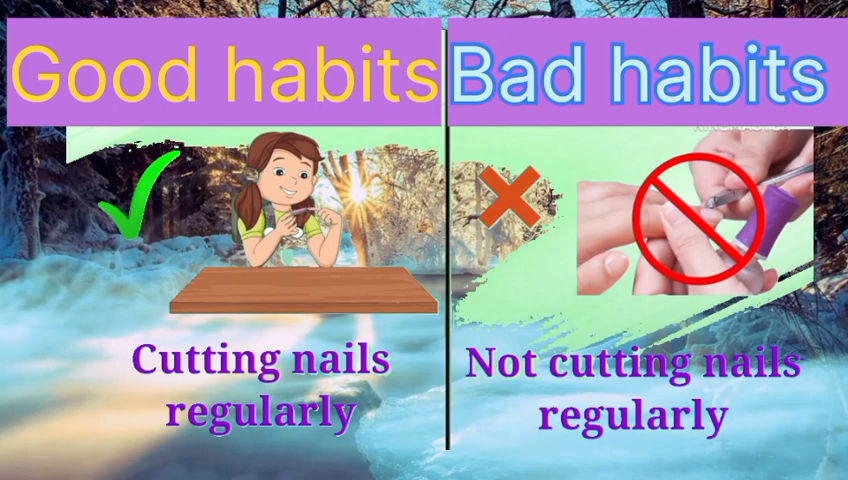 Good habits
Bad habits
Cutting nails
regularly
Not cutting nails
regularly